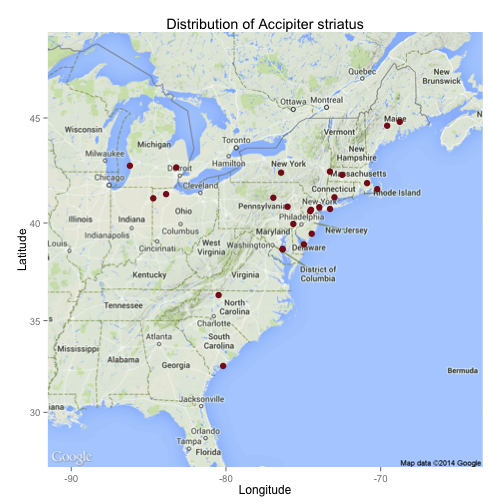 Distribution of Accipiter striatus
Latitude
45
40
35
30
-90
-80
-70
Longitude
Quebec
New
Brunswick
Ottawa
Montreal
Maine
Wisconsin
Michigan
Toronto
Vermont
N
Milwaukee
Detroit
Hamilton
New York
New
Hampshire
Massachusetts
Chicago
Cleveland
Connecticut
Rhode Island
Illinois
Indiana
Ohio
Pennsylvania
New York
Philadelphia
Indianapolis
Columbus
Maryland
New Jersey
Louis
Cincinnati
West
Virginia
Washington
Delaware
Kentucky
Virginia
District of
Columbia
Tennessee
North
Carolina
Charlotte
Mississippi
Alabama
Atlanta
Georgia
South
Carolina
Bermuda
iana
Jacksonville
Orlando
Tampa
Florida
Google
Map data ©2014 Google